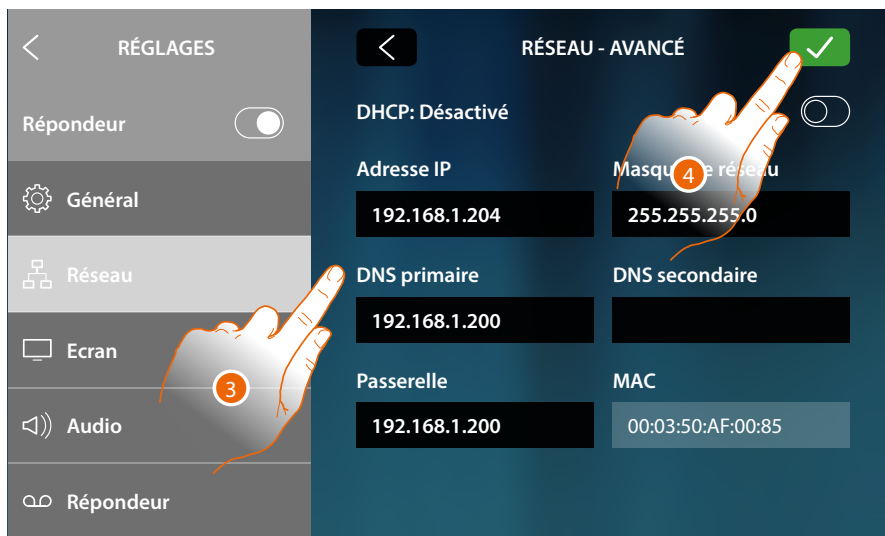 RÉGLAGES
Répondeur
Général
Réseau
Ecran
Audio
Répondeur
RÉSEAU - AVANCÉ
DHCP: Désactivé
Adresse IP
192.168.1.204
Masqu e réseau
255.255.255.0
DNS primaire
192.168.1.200
DNS secondaire
Passerelle
192.168.1.200
MAC
00:03:50:AF:00:85
3
4